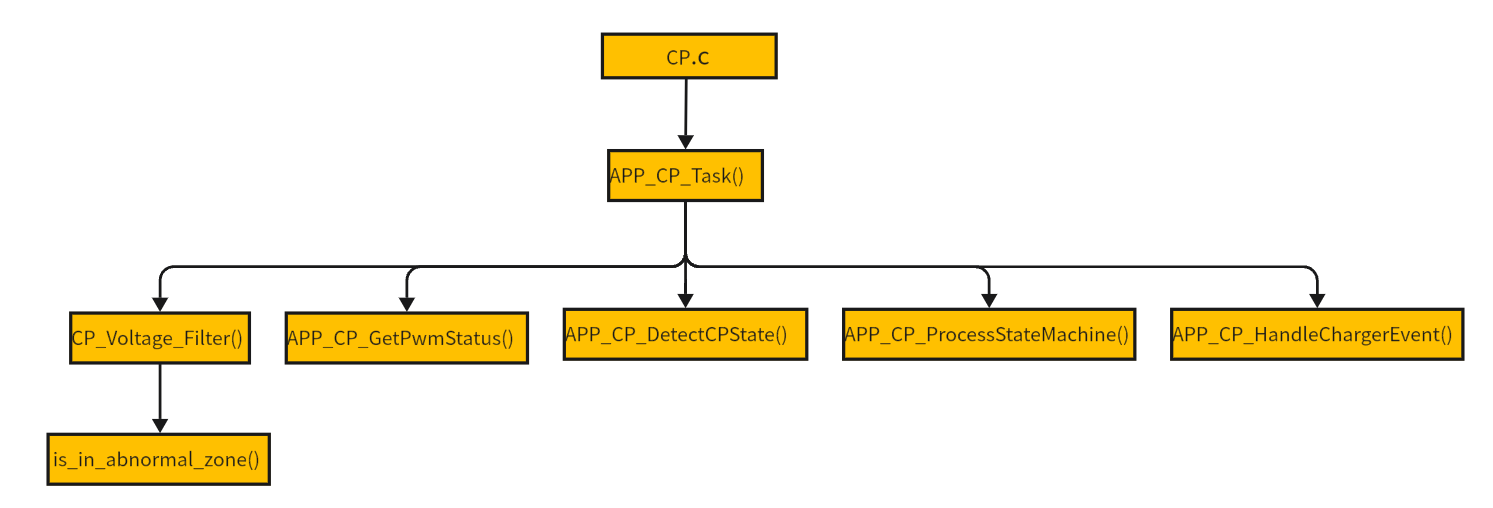 CP.c
APP_CP_Task()
CP_Voltage_Filter()
APP_CP_GetPwmStatus()
APP_CP_DetectCPState()
APP_CP_ProcessStateMachine()
APP_CP_HandleChargerEvent()
is_in_abnormal_zone()